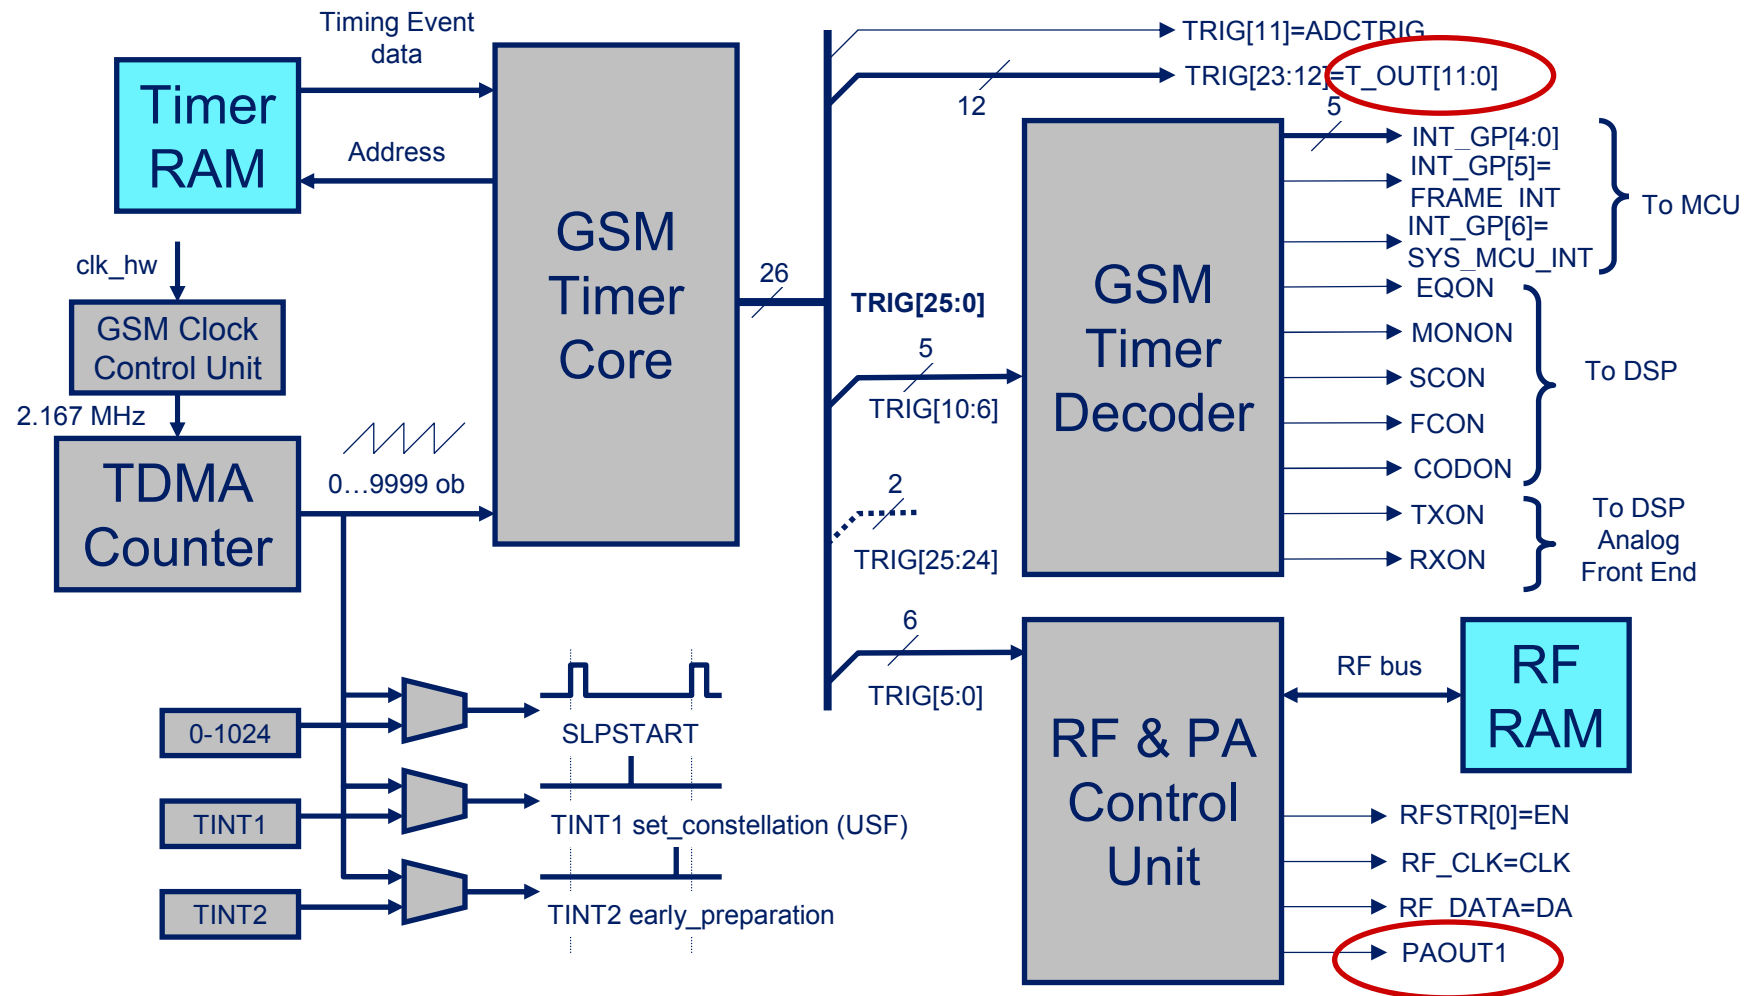 Timing Event
data
Timer
RAM
Address
clk_hw
GSM Clock
Control Unit
2.167 MHz
TDMA
Counter
0…9999 ob
GSM
Timer
Core
26
TRIG[25:0]
TRIG[11]=ADCTRIG
12
TRIG[23:12]=T_OUT[11:0]
5
TRIG[10:6]
2
TRIG[25:24]
6
TRIG[5:0]
GSM
Timer
Decoder
5
INT_GP[4:0]
INT_GP[5]=
FRAME_INT
INT_GP[6]=
SYS_MCU_INT
To MCU
EQON
MONON
SCON
FCON
CODON
To DSP
TXON
RXON
To DSP
Analog
Front End
0-1024
SLPSTART
TINT1
TINT1 set_constellation (USF)
TINT2
TINT2 early_preparation
RF & PA
Control
Unit
RF bus
RF
RAM
RFSTR[0]=EN
RF_CLK=CLK
RF_DATA=DA
PAOUT1